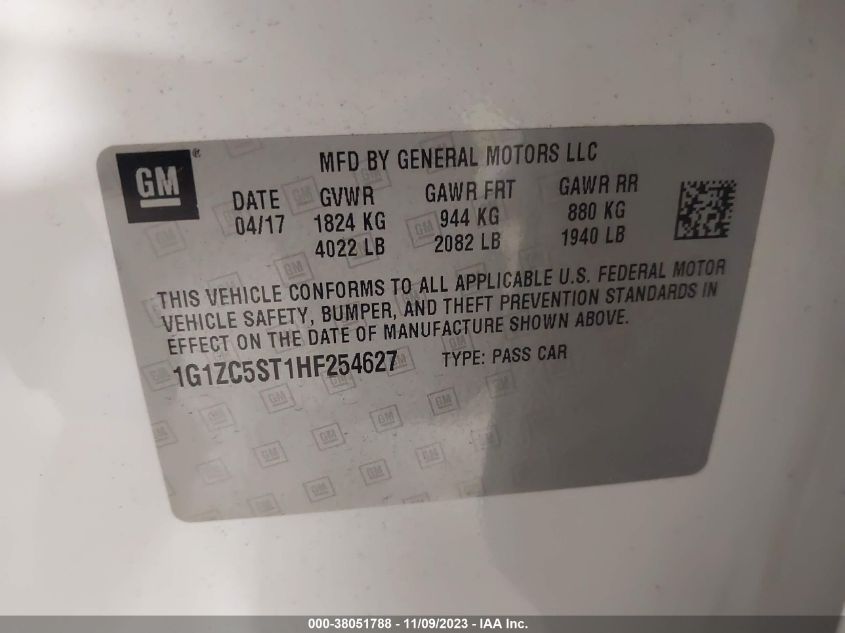 GM®
MFD BY GENERAL MOTORS LLC
DATE GVWR GAWR FRT GAWR RR
04/17 1824 KG 944 KG 880 KG
4022 LB 2082 LB 1940 LB
THIS VEHICLE CONFORMS TO ALL APPLICABLE U.S. FEDERAL MOTOR
VEHICLE SAFETY, BUMPER, AND THEFT PREVENTION STANDARDS IN
EFFECT ON THE DATE OF MANUFACTURE SHOWN ABOVE.
1G1ZC5ST1HF254627 TYPE: PASS CAR
000-38051788 - 11/09/2023 - IAA Inc.